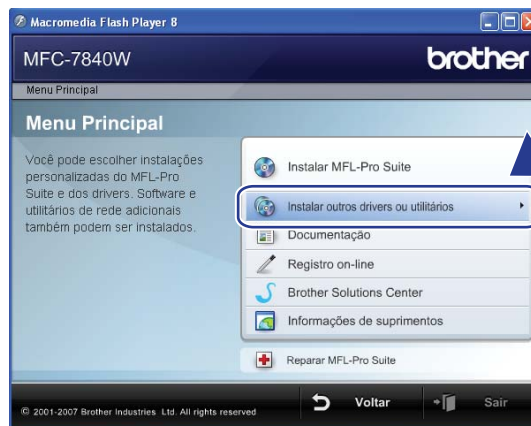 Macromedia Flash Player 8
MFC-7840W
brother
Menu Principal
Menu Principal
Você pode escolher instalações
personalizadas do MFL-Pro
Suite e dos drivers. Software e
utilitários de rede adicionais
também podem ser instalados.
Instalar MFL-Pro Suite
Instalar outros drivers ou utilitários
Documentação
Registro on-line
Brother Solutions Center
Informações de suprimentos
Reparar MFL-Pro Suite
© 2001-2007 Brother Industries Ltd. All rights reserved
Voltar
Sair